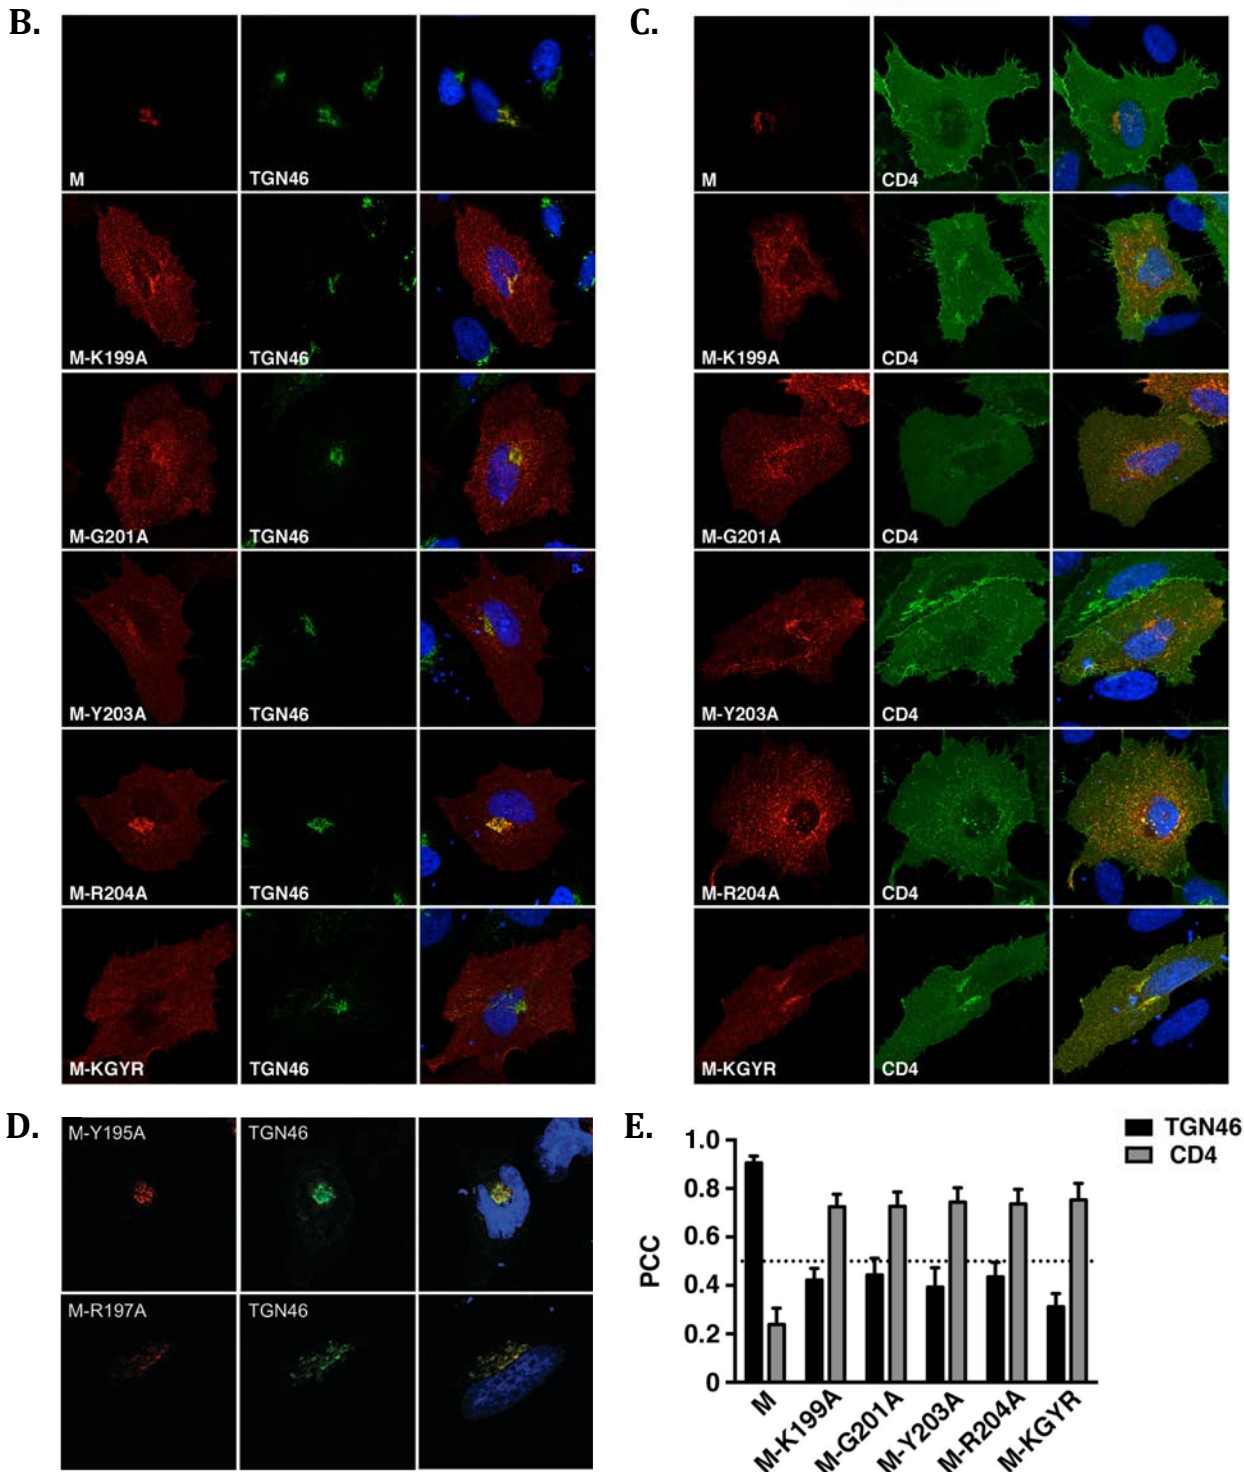 B.
M
TGN46
M-K199A
TGN46
M-G201A
TGN46
M-Y203A
TGN46
M-R204A
TGN46
M-KGYR
TGN46
C.
M
CD4
M-K199A
CD4
M-G201A
CD4
M-Y203A
CD4
M-R204A
CD4
M-KGYR
CD4
D.
M-Y195A
TGN46
M-R197A
TGN46
E.
TGN46
CD4
PCC
1.0
0.8
0.6
0.4
0.2
0
M
M-K199A
M-G201A
M-Y203A
M-R204A
M-KGYR